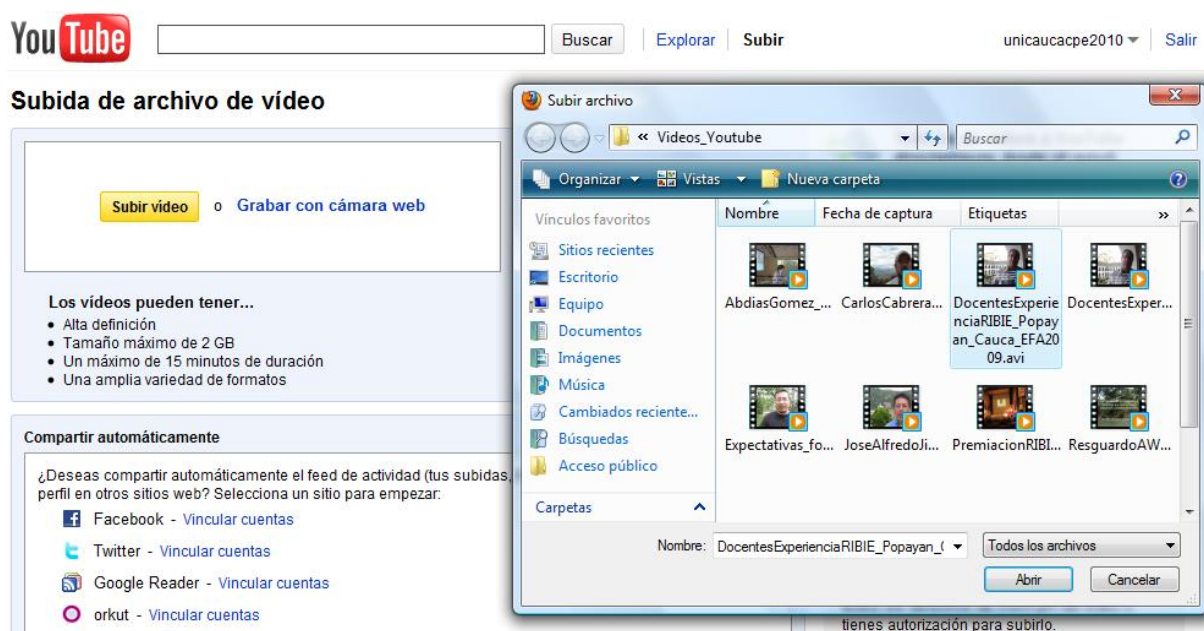 You Tube
Buscar Explorar Subir unicaucacpe2010 Salir
Subida de archivo de vídeo
Subir vídeo o Grabar con cámara web
Los vídeos pueden tener...
• Alta definición
• Tamaño máximo de 2 GB
• Un máximo de 15 minutos de duración
• Una amplia variedad de formatos
Compartir automáticamente
¿Deseas compartir automáticamente el feed de actividad (tus subidas,
perfil en otros sitios web? Selecciona un sitio para empezar:
Facebook - Vincular cuentas
Twitter - Vincular cuentas
Google Reader - Vincular cuentas
orkut - Vincular cuentas
Subir archivo
« Videos_Youtube Buscar
Organizar Vistas Nueva carpeta
Vínculos favoritos
Sitios recientes
Escritorio
Equipo
Documentos
Imágenes
Música
Cambiados reciente...
Búsquedas
Acceso público
Carpetas
Nombre Fecha de captura Etiquetas »
AbdiasGomez_... CarlosCabrera... DocentesExperie DocentesExper...
nciaRIBIE_Popay
an_Cauca_EFA20
09.avi
Expectativas_fo... JoseAlfredoJi... PremiacionRIBI... ResguardoAW...
Nombre: DocentesExperienciaRIBIE_Popayan_( Todos los archivos
Abrir Cancelar
tienes autorización para subirlo.